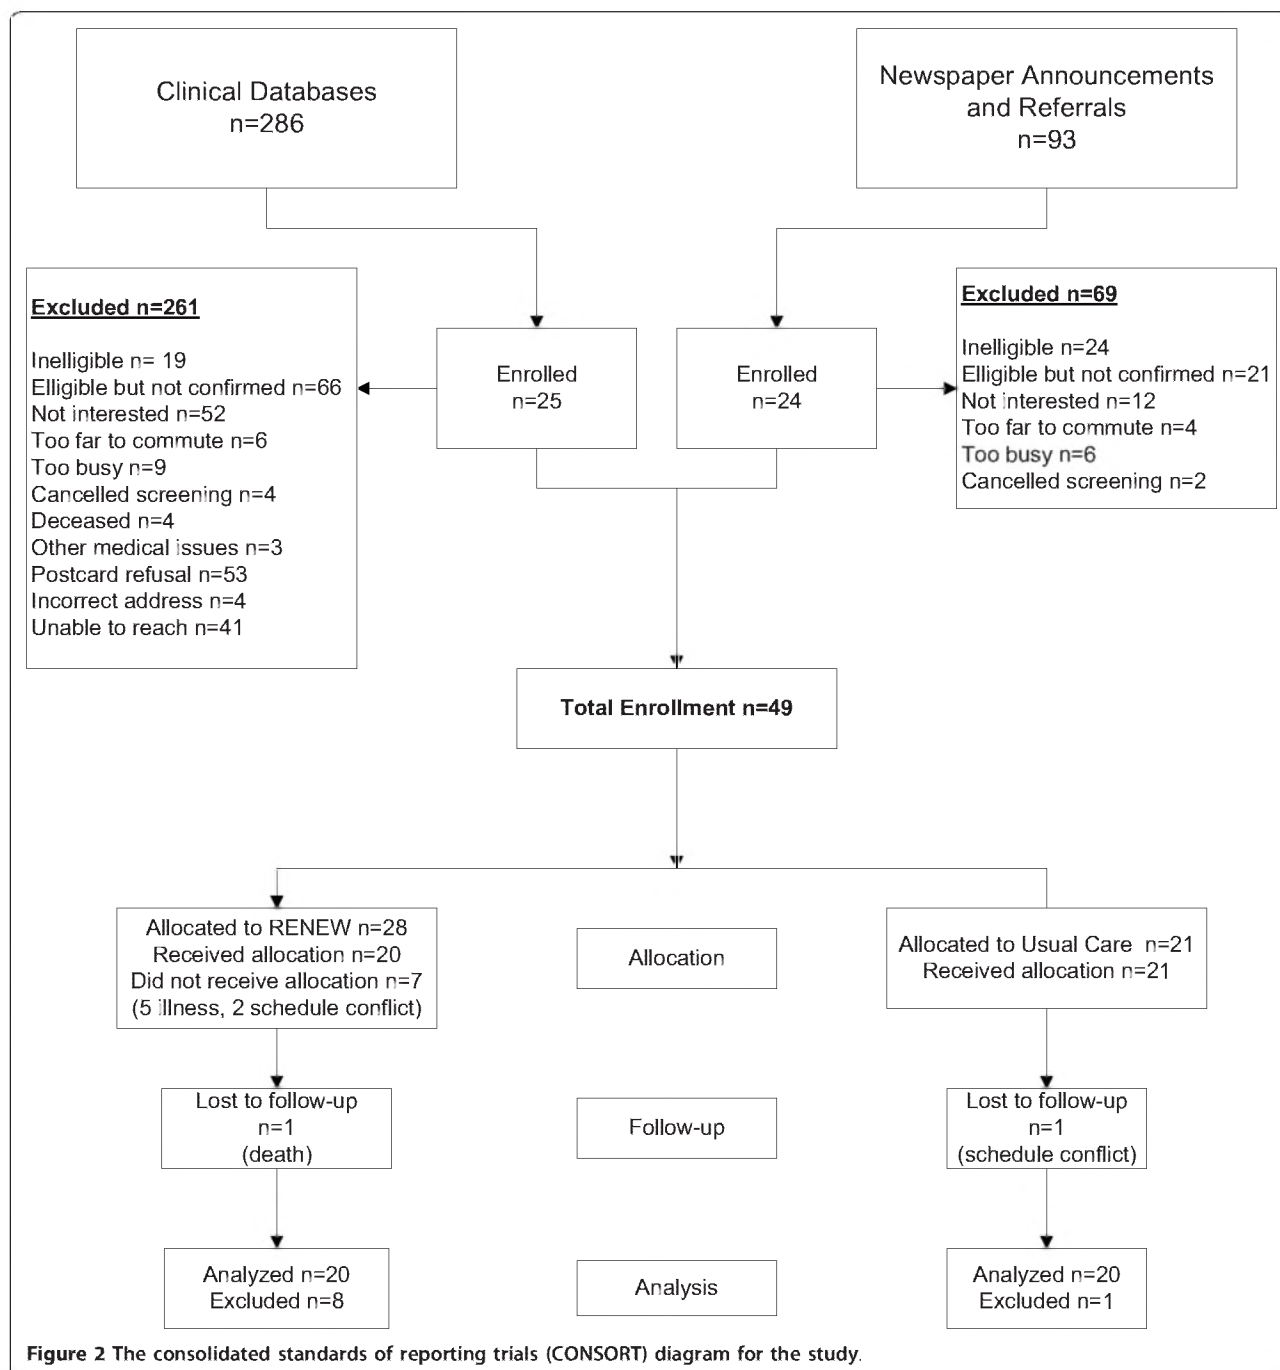 Clinical Databases
n=286
Newspaper Announcements
and Referrals
n=93
Excluded n=261
Inelligible n= 19
Elligible but not confirmed n=66
Not interested n=52
Too far to commute n=6
Too busy n=9
Cancelled screening n=4
Deceased n=4
Other medical issues n=3
Postcard refusal n=53
Incorrect address n=4
Unable to reach n=41
Enrolled
n=25
Enrolled
n=24
Excluded n=69
Inelligible n=24
Elligible but not confirmed n=21
Not interested n=12
Too far to commute n=4
Too busy n=6
Cancelled screening n=2
Total Enrollment n=49
Allocated to RENEW n=28
Received allocation n=20
Did not receive allocation n=7
(5 illness, 2 schedule conflict)
Allocation
Allocated to Usual Care n=21
Received allocation n=21
Lost to follow-up
n=1
(death)
Follow-up
Lost to follow-up
n=1
(schedule conflict)
Analyzed n=20
Excluded n=8
Analysis
Analyzed n=20
Excluded n=1
Figure 2 The consolidated standards of reporting trials (CONSORT) diagram for the study.